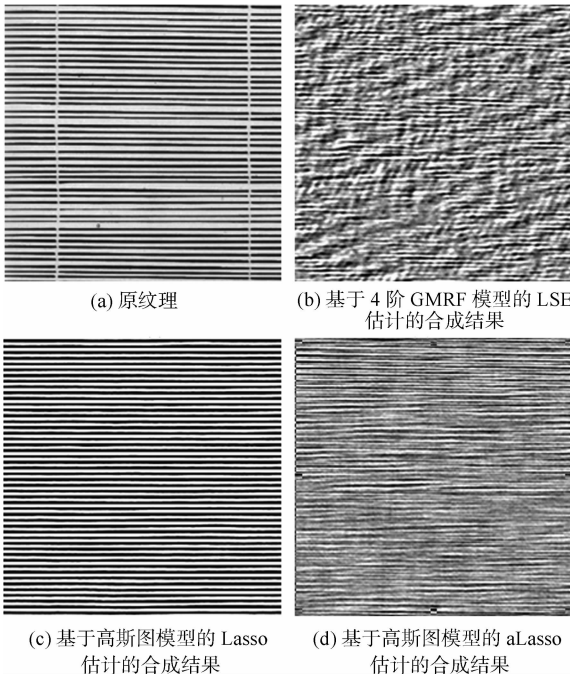 (a) 原纹理
(b) 基于 4 阶 GMRF 模型的 LSE
估计的合成结果
(c) 基于高斯图模型的 Lasso
估计的合成结果
(d) 基于高斯图模型的 aLasso
估计的合成结果